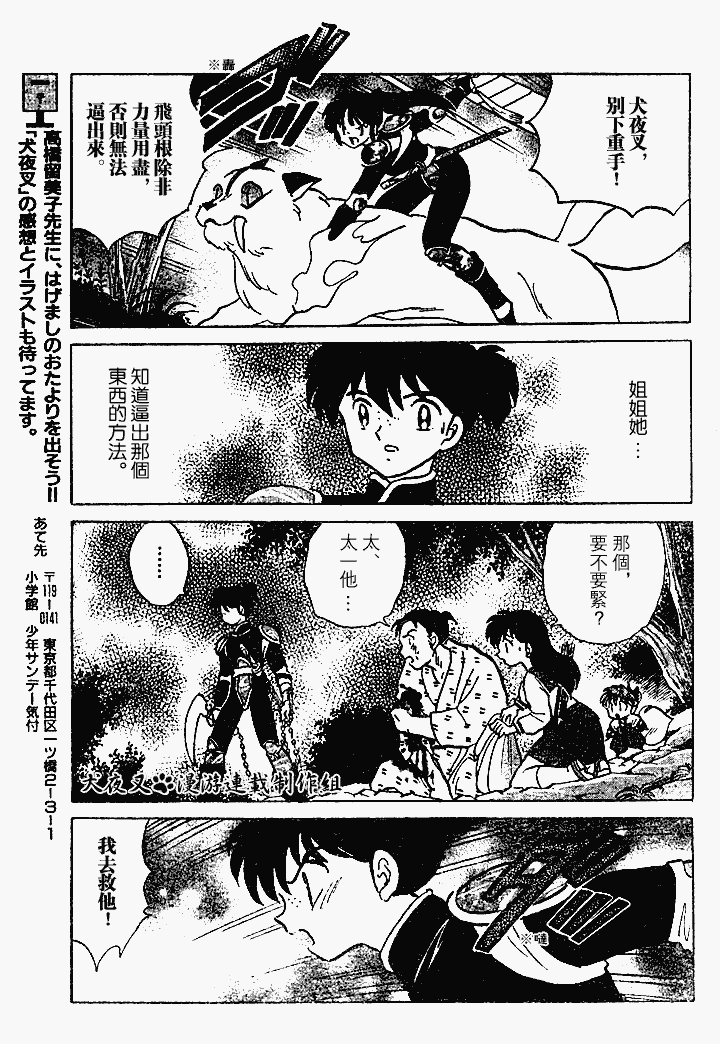 ※轟
犬夜叉，
別下重手！
飛頭根除非
力量用盡，
否則無法
逼出來。
姐姐她…
知道逼出那個
東西的方法。
那個，
要不要緊？
太、
太一他…
……
犬夜叉 漫游連載制作組
※噠
我去救他！
高橋留美子先生に、はげましのおたよりを出そう!!
「犬夜叉」の感想とイラストも待ってます。
あて先
〒119-0141 東京都千代田区一ツ橋2-3-1
小学館 少年サンデー気付